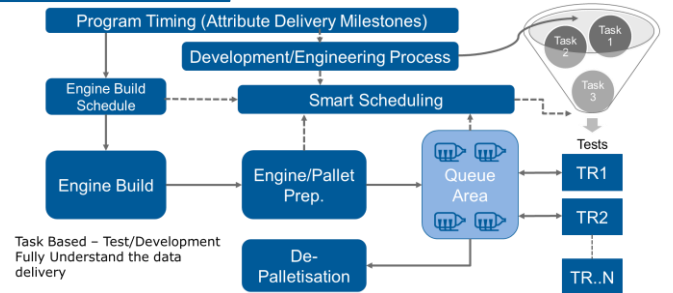 Program Timing (Attribute Delivery Milestones)
Development/Engineering Process
Task
1
Task
2
Task
3
Engine Build
Schedule
Smart Scheduling
Tests
Engine Build
Engine/Pallet
Prep.
Queue
Area
TR1
TR2
TR..N
De-
Palletisation
Task Based – Test/Development
Fully Understand the data
delivery